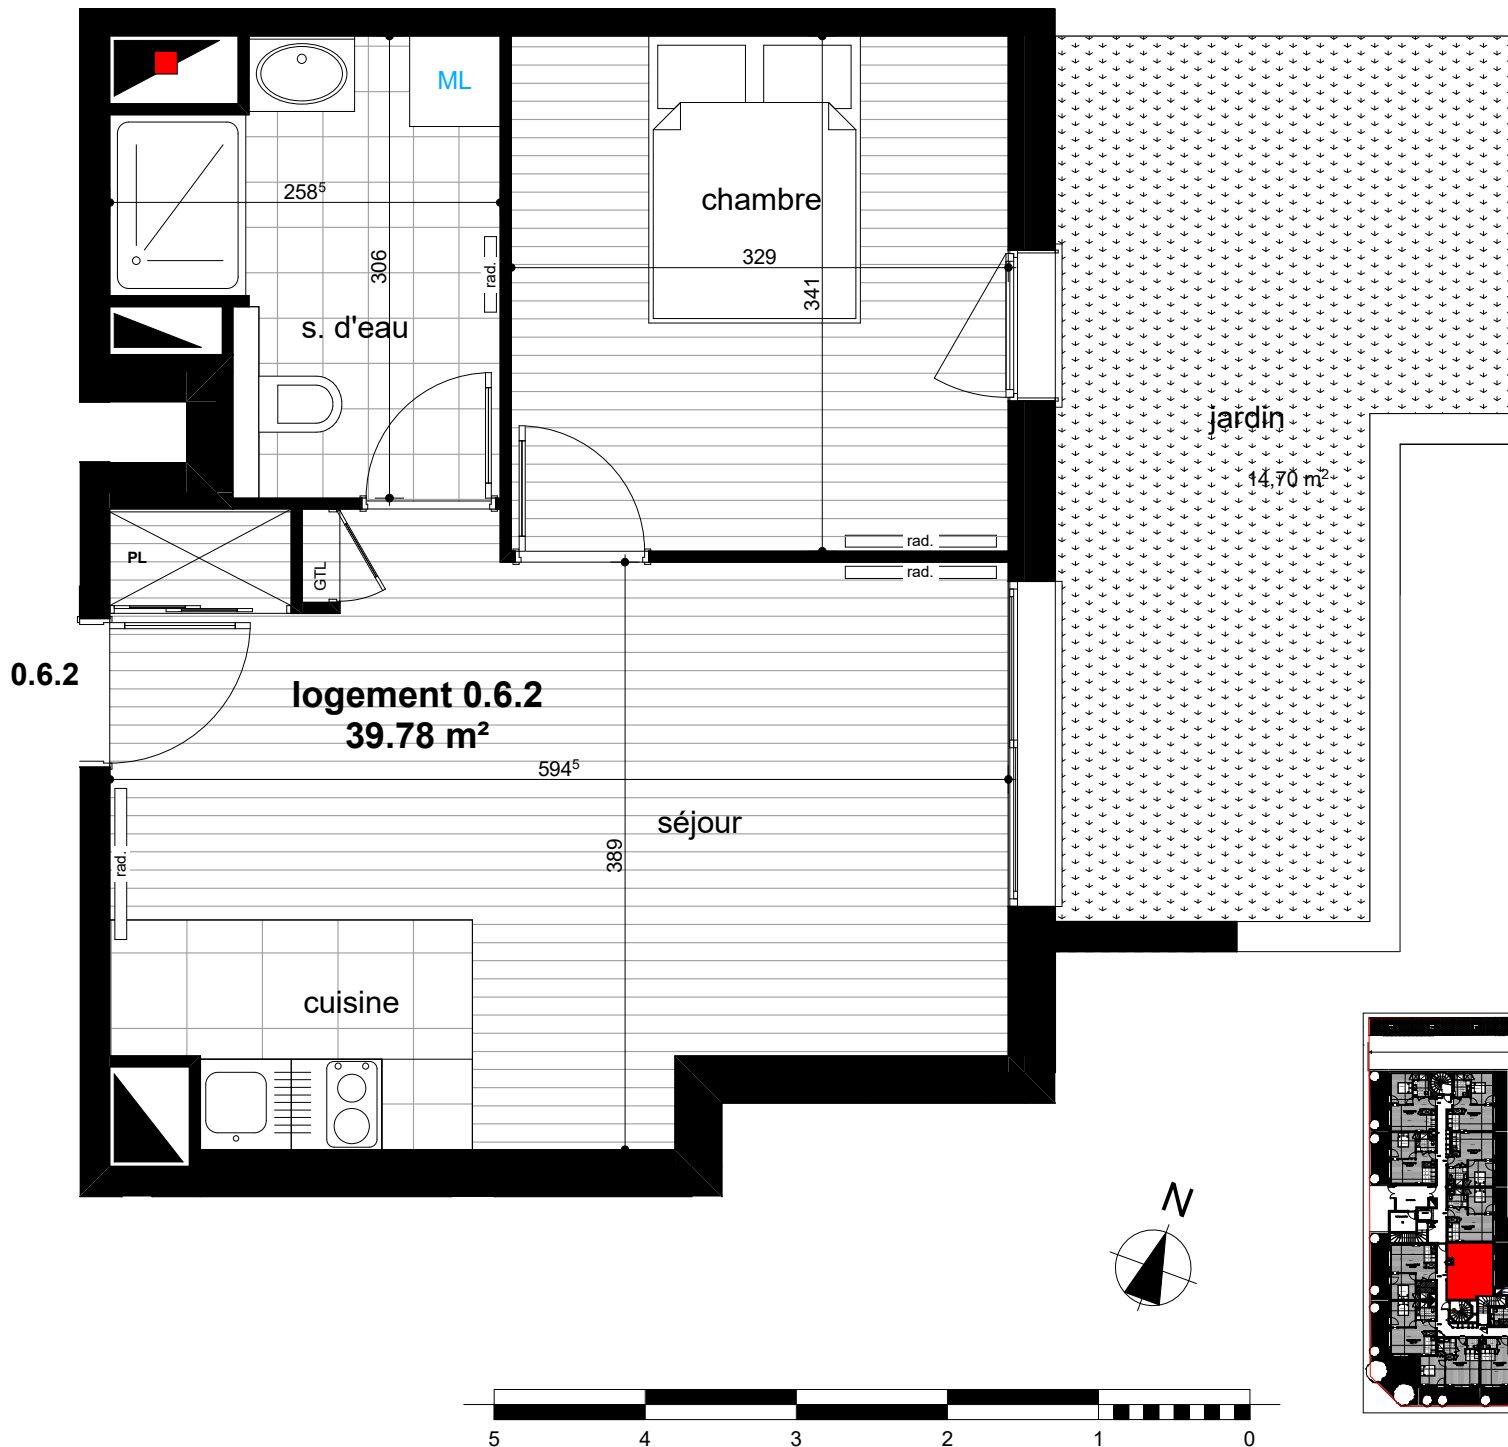 ML
258⁵
chambre
329
306
rad.
341
s. d'eau
jardin
14,70 m²
rad.
PL
GTL
rad.
0.6.2
logement 0.6.2
39.78 m²
594⁵
séjour
389
rad.
cuisine
N
5 4 3 2 1 0